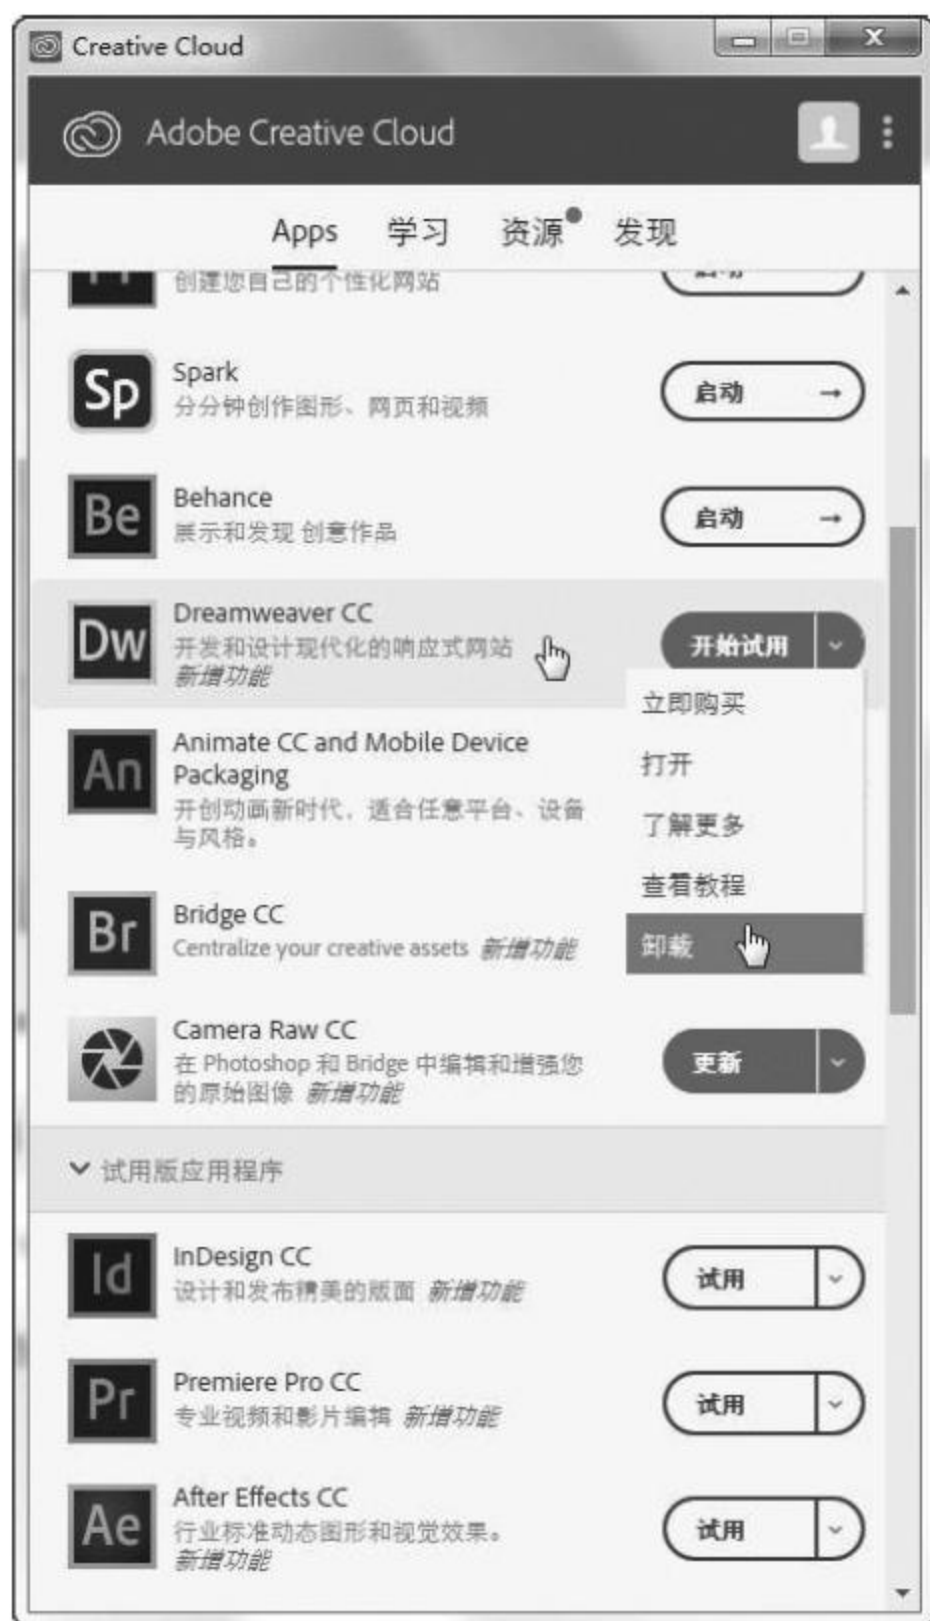 Creative Cloud
Adobe Creative Cloud
Apps 学习 资源 发现
创建您自己的个性化网站
启动
Sp
Spark
分分钟创作图形、网页和视频
启动
Be
Behance
展示和发现 创意作品
启动
Dw
Dreamweaver CC
开发和设计现代化的响应式网站
新增功能
开始试用
立即购买
打开
了解更多
查看教程
卸载
An
Animate CC and Mobile Device
Packaging
开创动画新时代，适合任意平台、设备
与风格。
Br
Bridge CC
Centralize your creative assets 新增功能
Camera Raw CC
在 Photoshop 和 Bridge 中编辑和增强您
的原始图像 新增功能
更新
试用版应用程序
Id
InDesign CC
设计和发布精美的版面 新增功能
试用
Pr
Premiere Pro CC
专业视频和影片编辑 新增功能
试用
Ae
After Effects CC
行业标准动态图形和视觉效果。
新增功能
试用